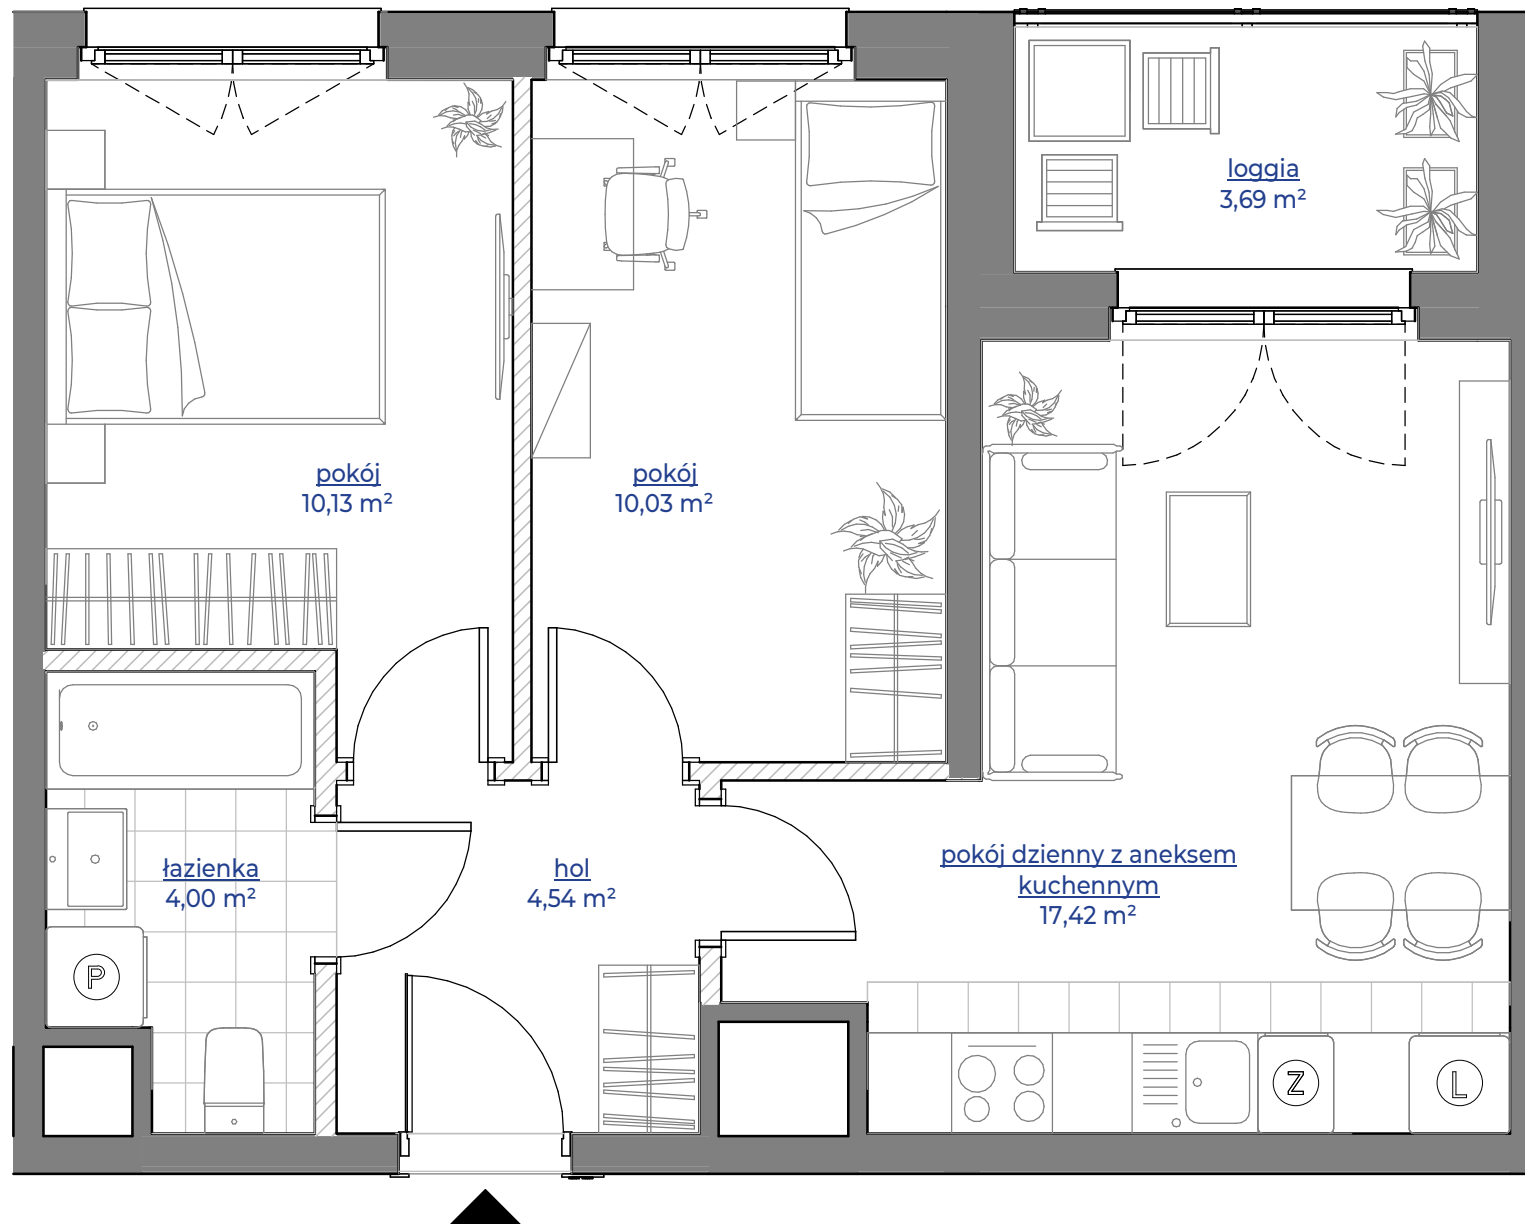 loggia
3,69 m²
pokój
10,13 m²
pokój
10,03 m²
łazienka
4,00 m²
hol
4,54 m²
pokój dzienny z aneksem
kuchennym
17,42 m²
P
Z
L